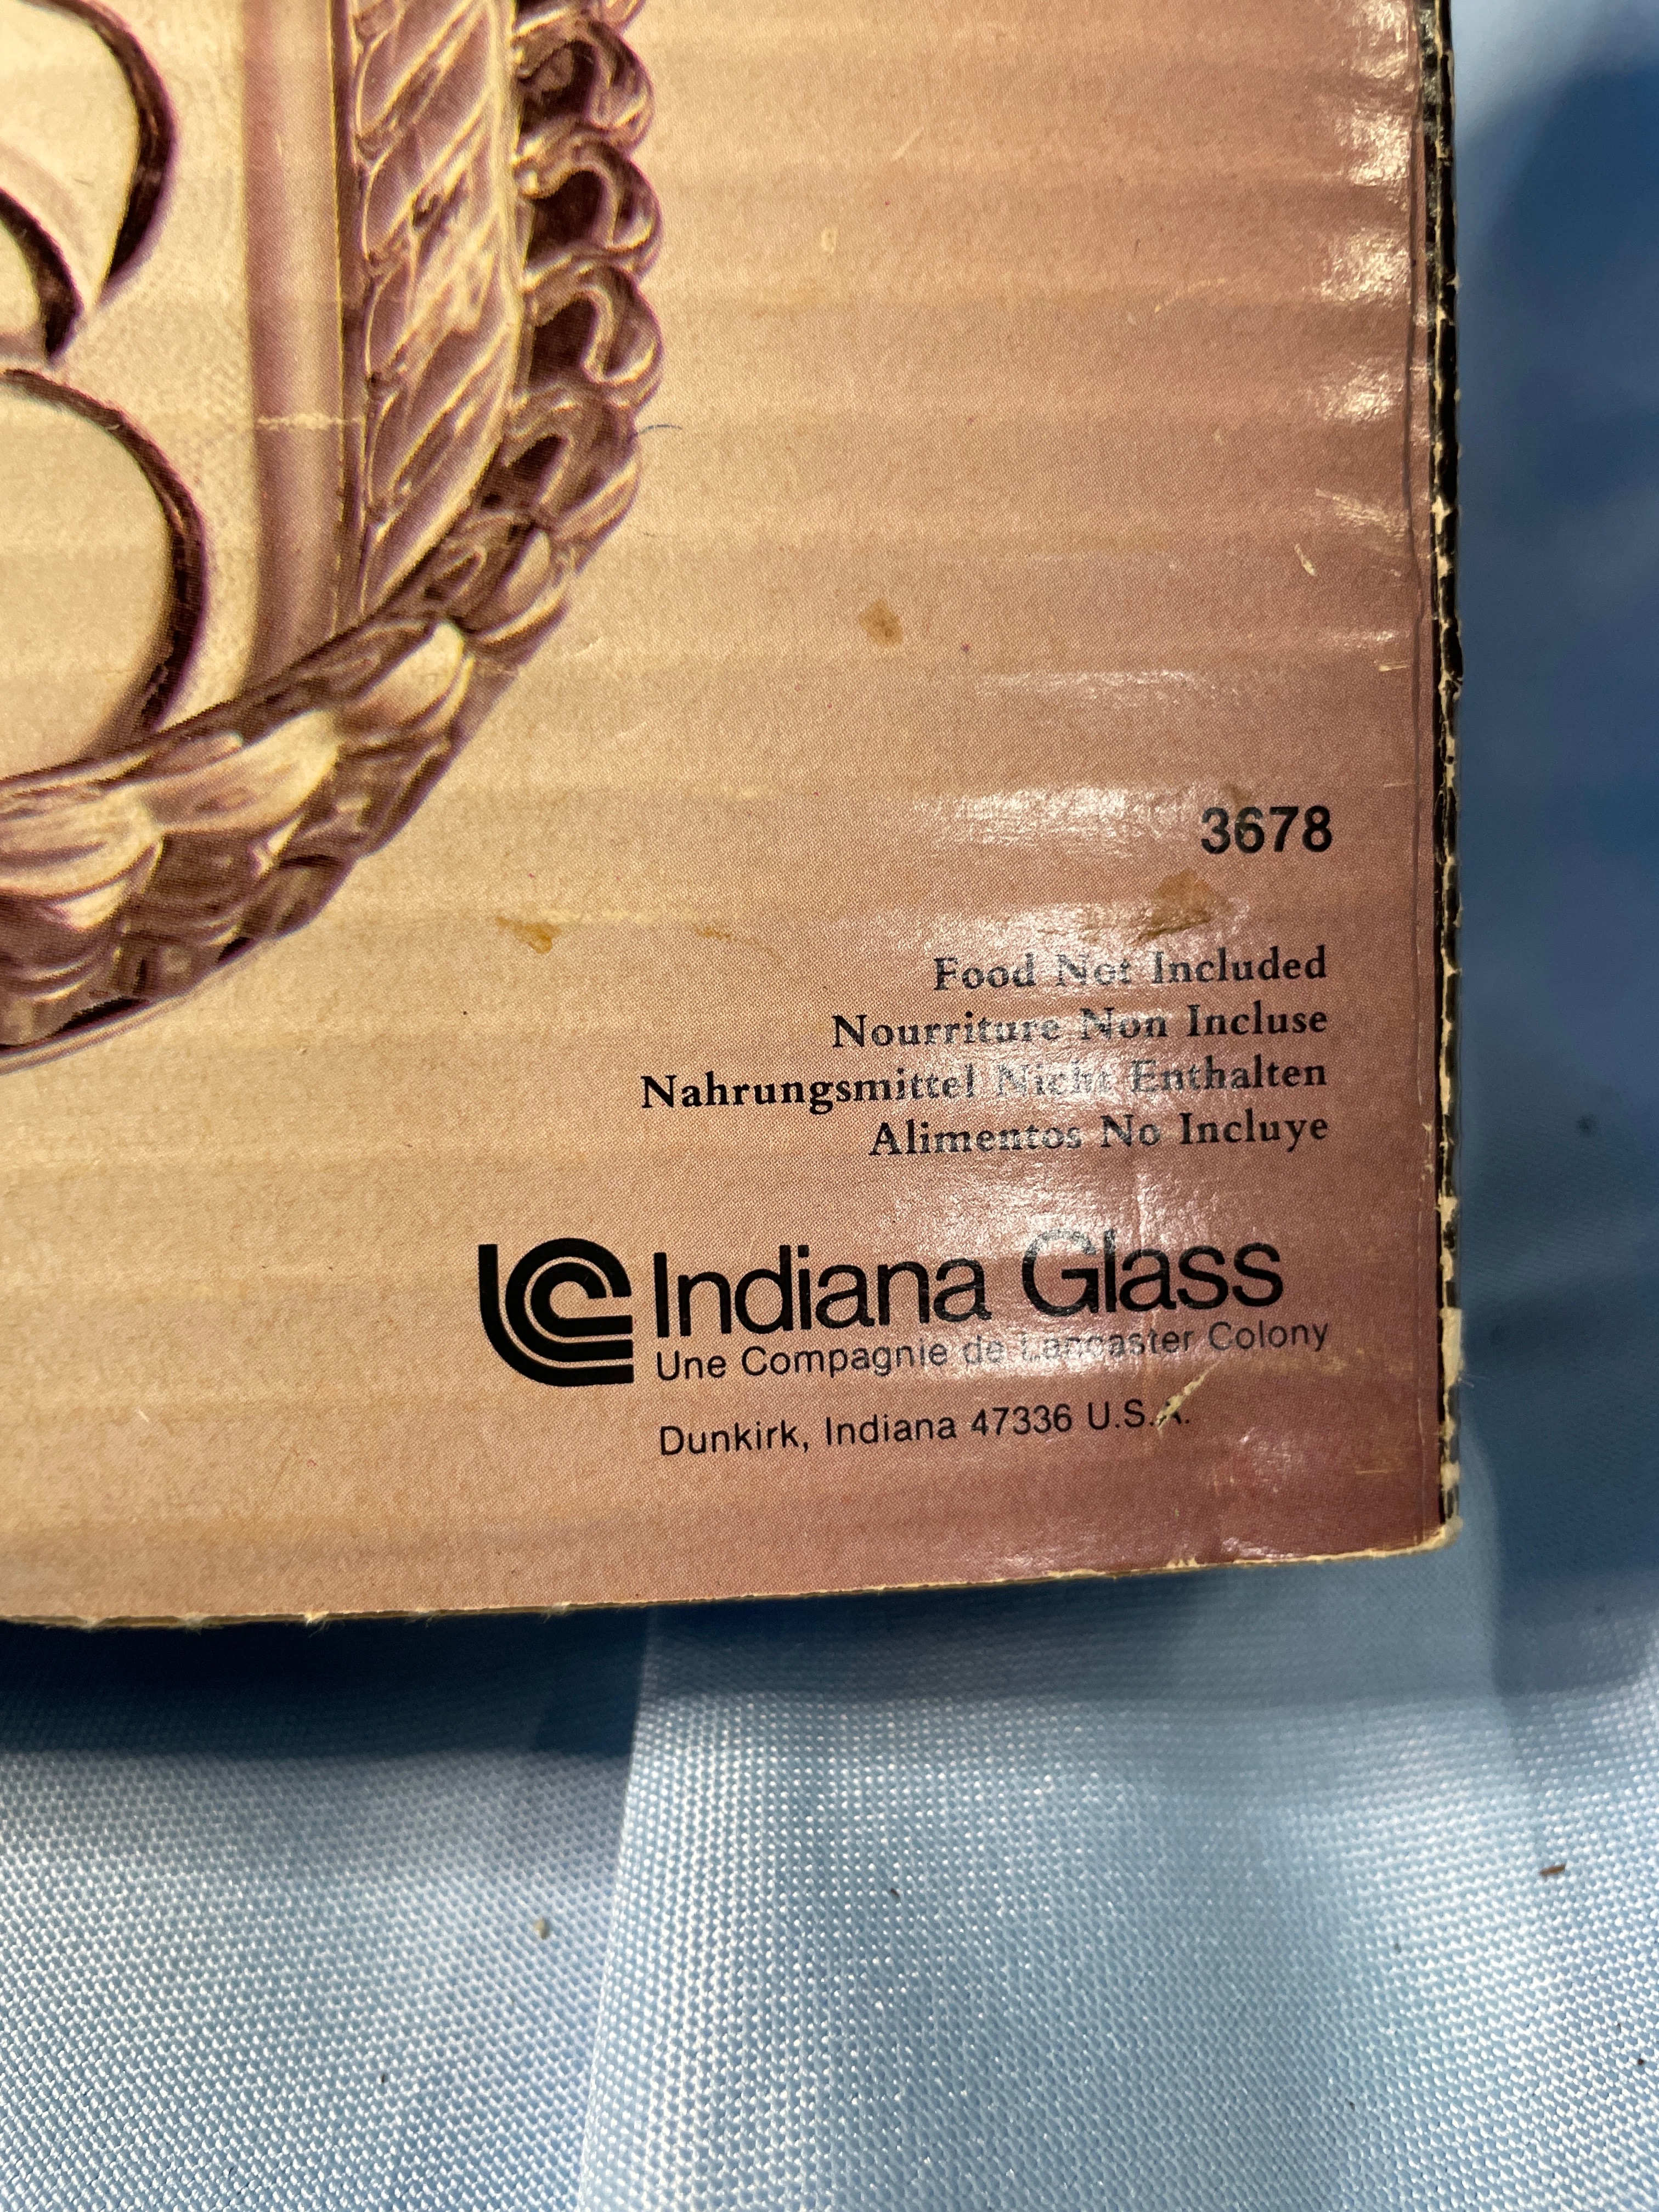 3678
Food Not Included
Nourriture Non Incluse
Nahrungsmittel Nicht Enthalten
Alimentos No Incluye
Indiana Glass
Une Compagnie de Lancaster Colony
Dunkirk, Indiana 47336 U.S.A.